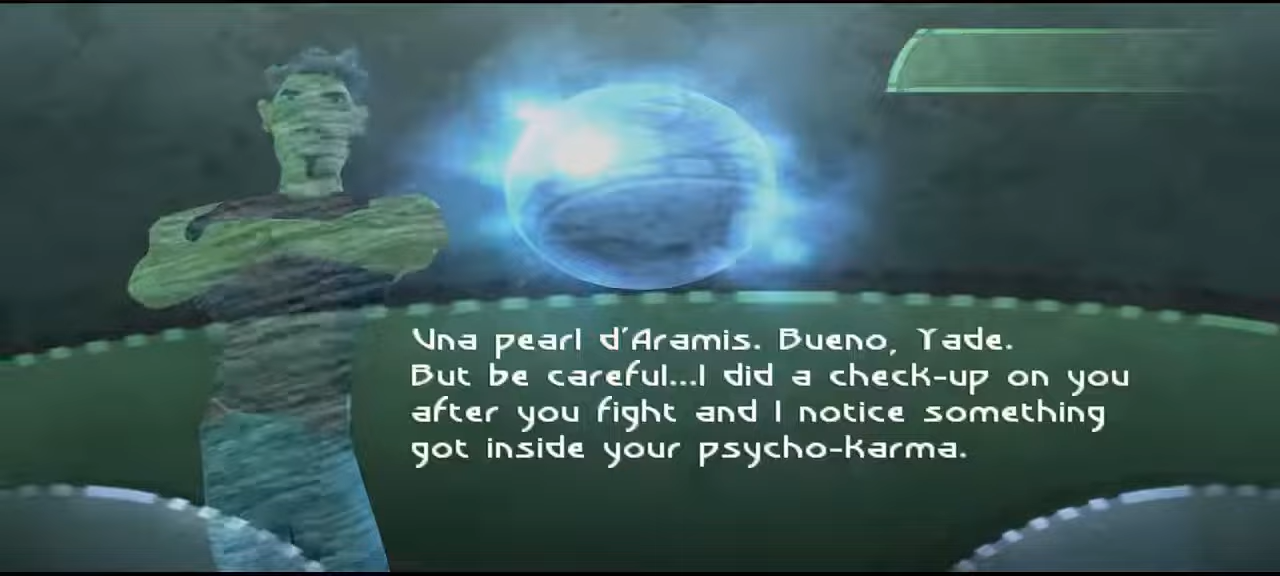 Una pearl d'Aramis. Bueno, Yade.
But be careful...I did a check-up on you
after you fight and I notice something
got inside your psycho-karma.